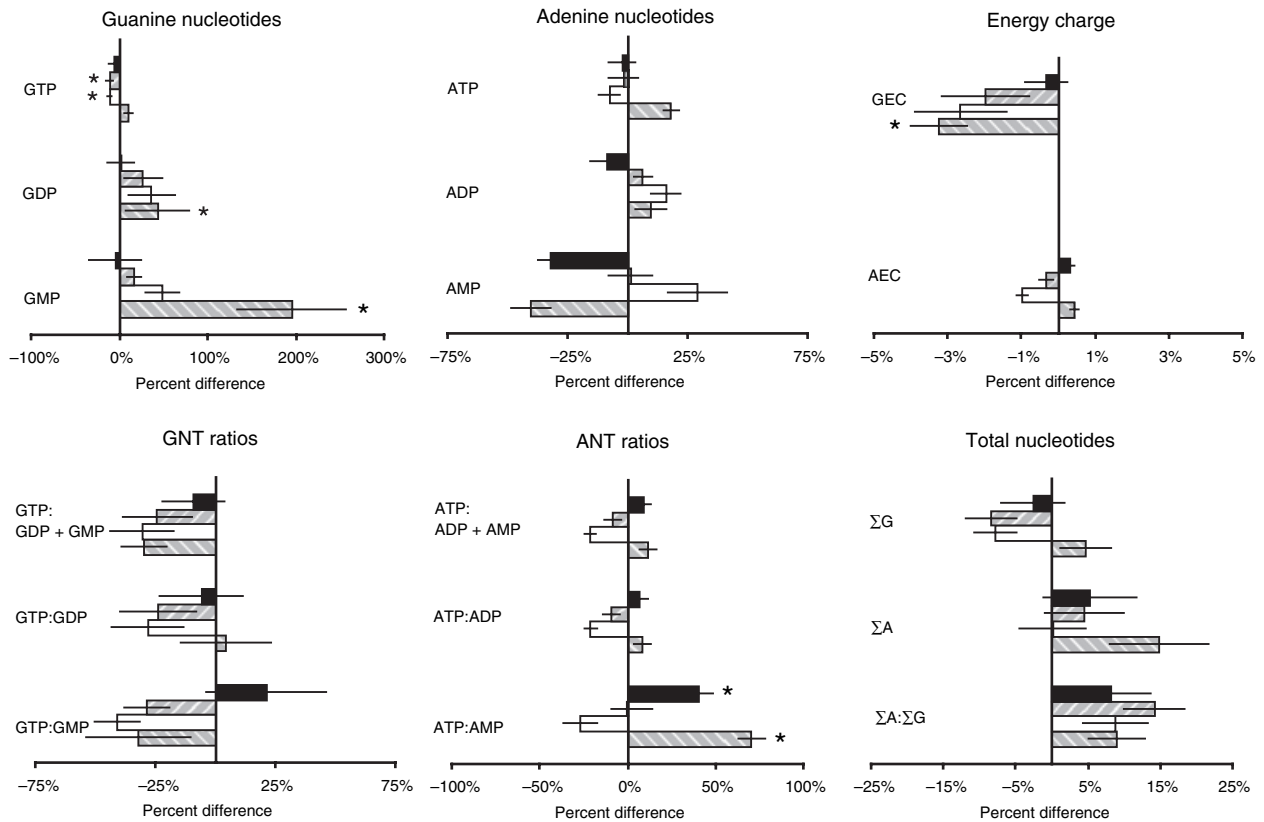 Guanine nucleotides
GTP
*
*
GDP
*
GMP
*
–100% 0% 100% 200% 300%
Percent difference
Adenine nucleotides
ATP
ADP
AMP
–75% –25% 25% 75%
Percent difference
Energy charge
GEC
*
AEC
–5% –3% –1% 1% 3% 5%
Percent difference
GNT ratios
GTP:
GDP + GMP
GTP:GDP
GTP:GMP
–75% –25% 25% 75%
Percent difference
ANT ratios
ATP:
ADP + AMP
ATP:ADP
*
ATP:AMP
*
–100% –50% 0% 50% 100%
Percent difference
Total nucleotides
ΣG
ΣA
ΣA:ΣG
–25% –15% –5% 5% 15% 25%
Percent difference